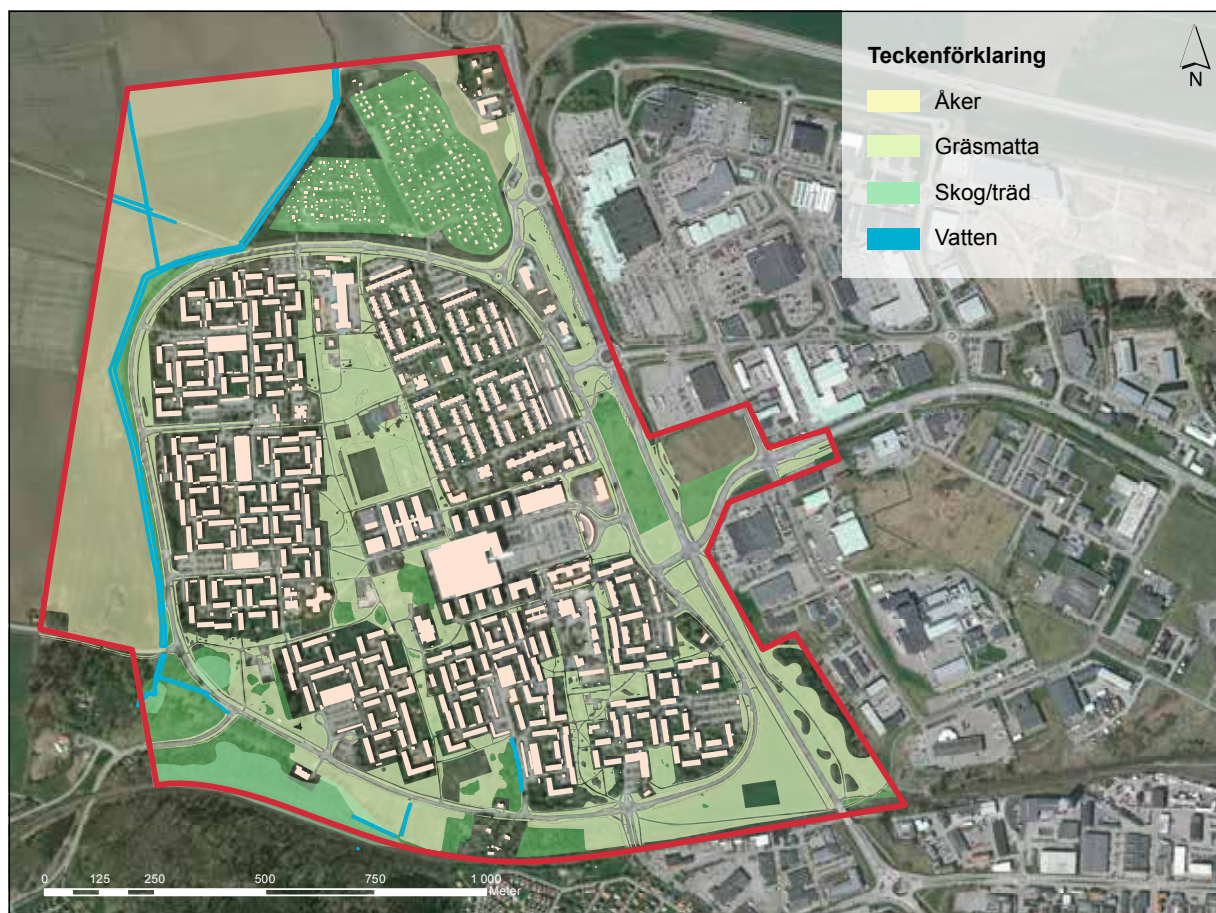 Teckenförklaring
N
Åker
Gräsmatta
Skog/träd
Vatten
0 125 250 500 750 1 000
Meter